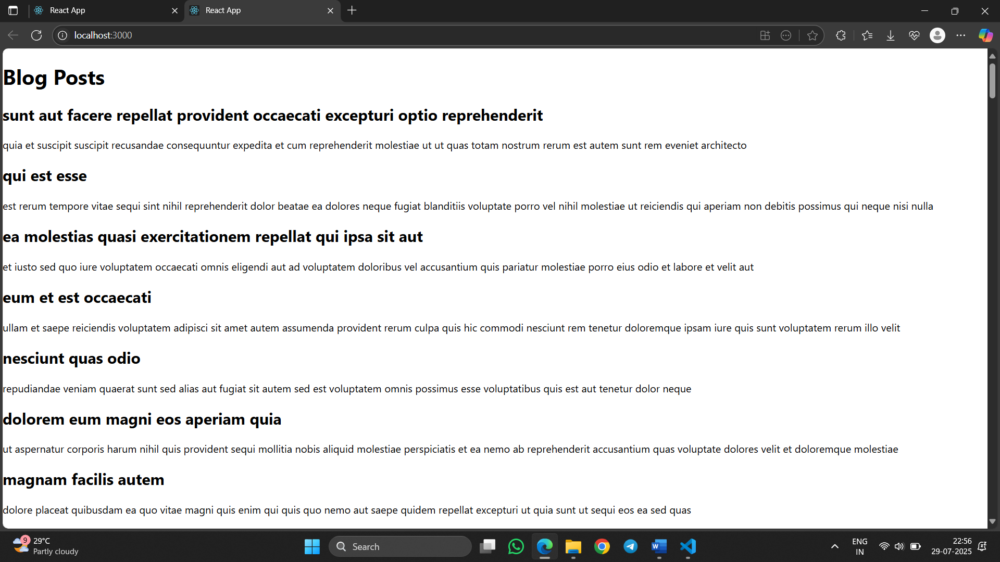 React App
React App
localhost:3000
Blog Posts
sunt aut facere repellat provident occaecati excepturi optio reprehenderit
quia et suscipit suscipit recusandae consequuntur expedita et cum reprehenderit molestiae ut ut quas totam nostrum rerum est autem sunt rem eveniet architecto
qui est esse
est rerum tempore vitae sequi sint nihil reprehenderit dolor beatae ea dolores neque fugiat blanditiis voluptate porro vel nihil molestiae ut reiciendis qui aperiam non debitis possimus qui neque nisi nulla
ea molestias quasi exercitationem repellat qui ipsa sit aut
et iusto sed quo iure voluptatem occaecati omnis eligendi aut ad voluptatem doloribus vel accusantium quis pariatur molestiae porro eius odio et labore et velit aut
eum et est occaecati
ullam et saepe reiciendis voluptatem adipisci sit amet autem assumenda provident rerum culpa quis hic commodi nesciunt rem tenetur doloremque ipsam iure quis sunt voluptatem rerum illo velit
nesciunt quas odio
repudiandae veniam quaerat sunt sed alias aut fugiat sit autem sed est voluptatem omnis possimus esse voluptatibus quis est aut tenetur dolor neque
dolorem eum magni eos aperiam quia
ut aspernatur corporis harum nihil quis provident sequi mollitia nobis aliquid molestiae perspiciatis et ea nemo ab reprehenderit accusantium quas voluptate dolores velit et doloremque molestiae
magnam facilis autem
dolore placeat quibusdam ea quo vitae magni quis enim qui quis quo nemo aut saepe quidem repellat excepturi ut quia sunt ut sequi eos ea sed quas
9
29°C
Partly cloudy
Search
W
ENG
IN
22:56
29-07-2025